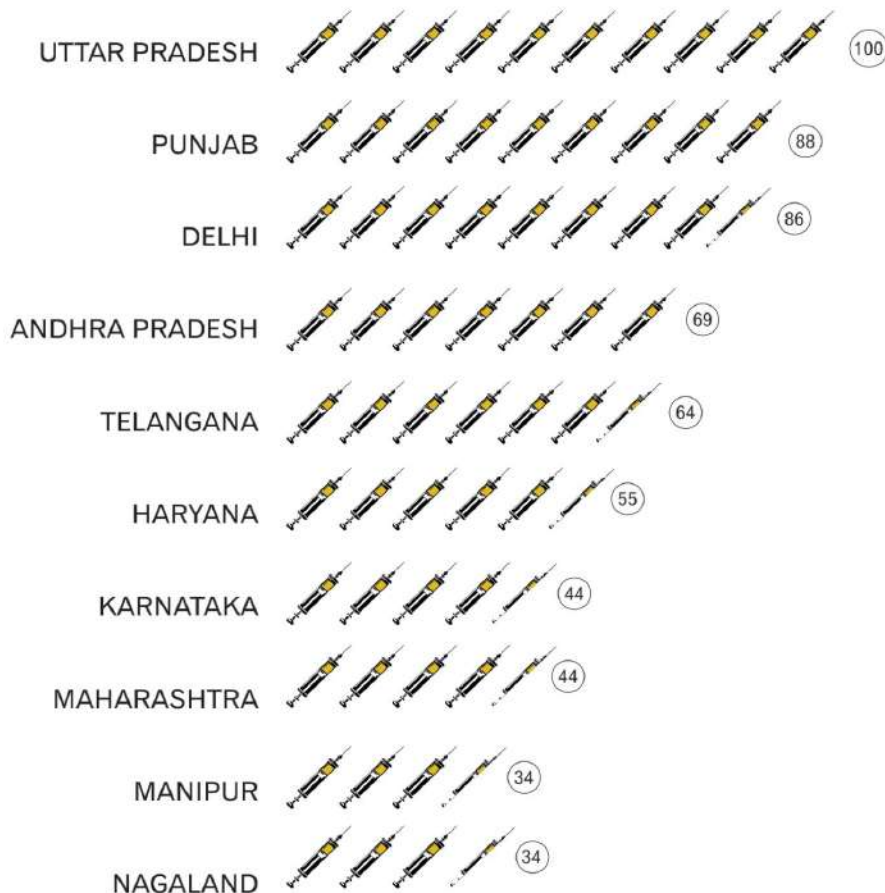 UTTAR PRADESH 100
PUNJAB 88
DELHI 86
ANDHRA PRADESH 69
TELANGANA 64
HARYANA 55
KARNATAKA 44
MAHARASHTRA 44
MANIPUR 34
NAGALAND 34